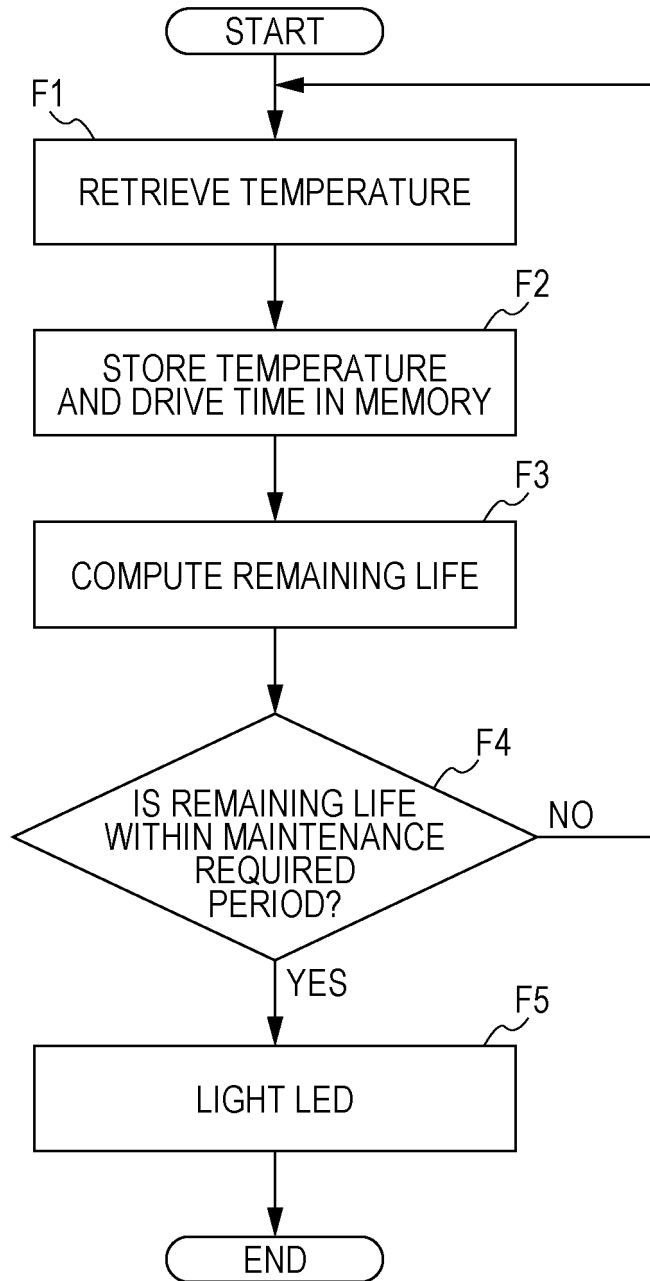 START
F1
RETRIEVE TEMPERATURE
F2
STORE TEMPERATURE
AND DRIVE TIME IN MEMORY
F3
COMPUTE REMAINING LIFE
F4
IS REMAINING LIFE
WITHIN MAINTENANCE
REQUIRED
PERIOD?
NO
YES
F5
LIGHT LED
END